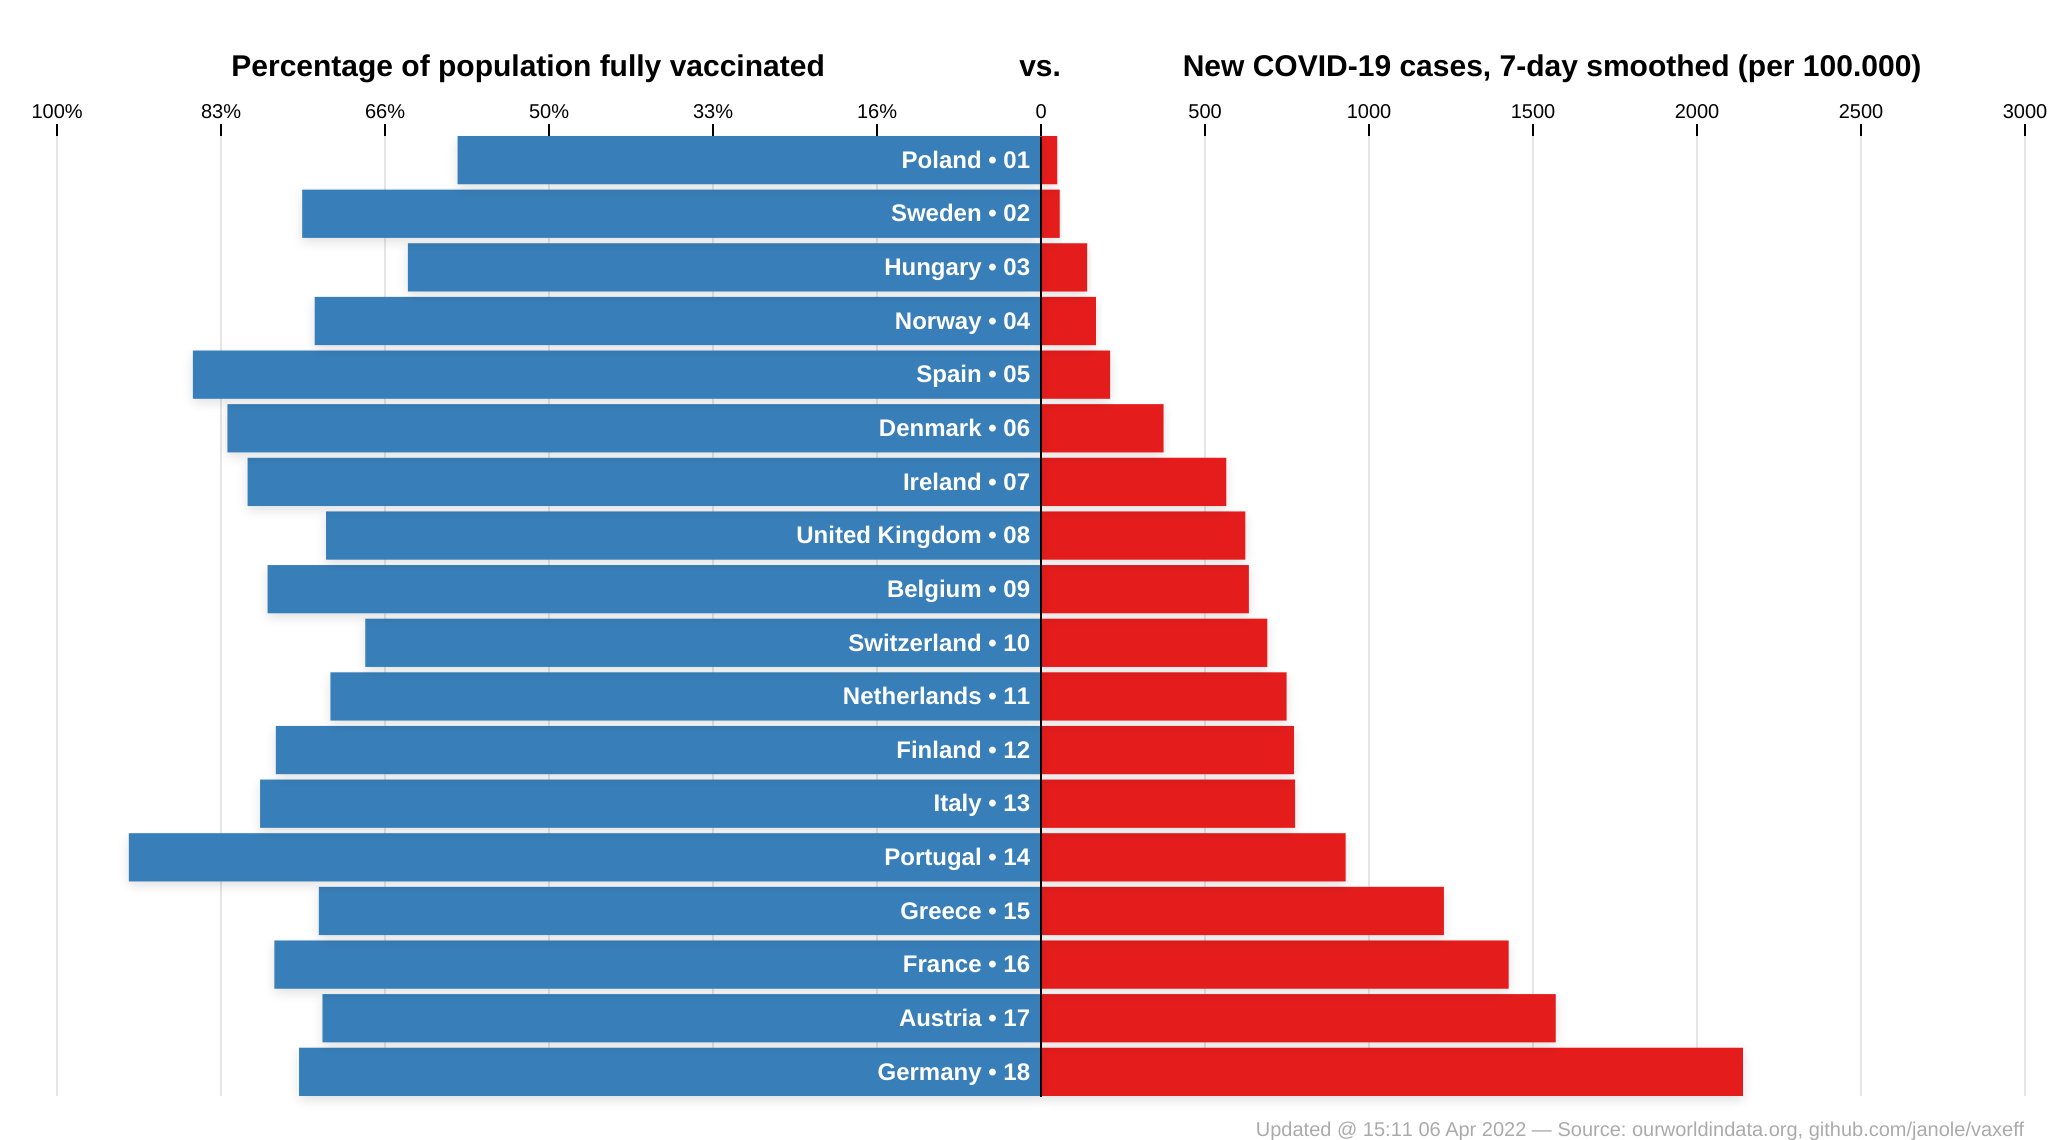 Percentage of population fully vaccinated vs. New COVID-19 cases, 7-day smoothed (per 100.000)
100% 83% 66% 50% 33% 16% 0 500 1000 1500 2000 2500 3000
Poland • 01
Sweden • 02
Hungary • 03
Norway • 04
Spain • 05
Denmark • 06
Ireland • 07
United Kingdom • 08
Belgium • 09
Switzerland • 10
Netherlands • 11
Finland • 12
Italy • 13
Portugal • 14
Greece • 15
France • 16
Austria • 17
Germany • 18
Updated @ 15:11 06 Apr 2022 — Source: ourworldindata.org, github.com/janole/vaxeff